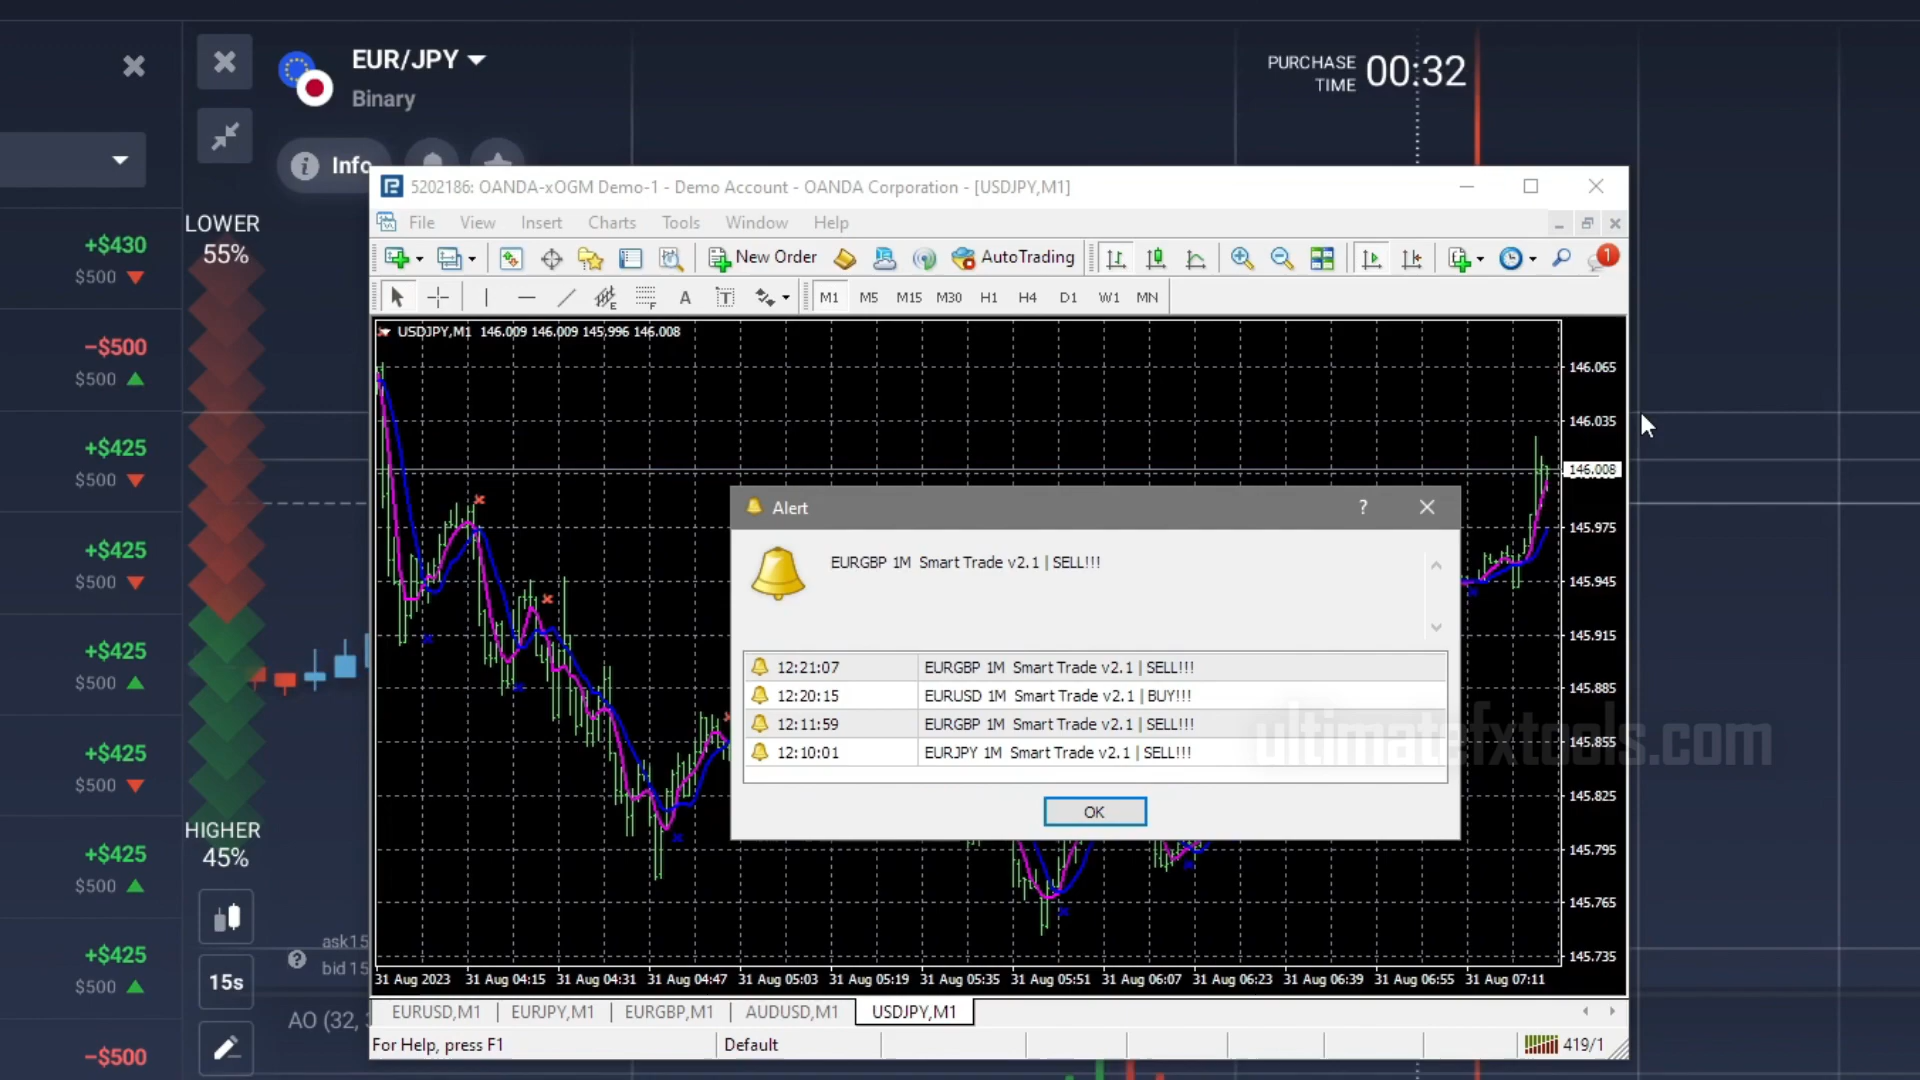 EUR/JPY
Binary
PURCHASE
TIME
00:32
Info
LOWER
55%
+$430
$500
−$500
$500
+$425
$500
+$425
$500
+$425
$500
+$425
$500
+$425
$500
+$425
$500
−$500
HIGHER
45%
15s
ask15
bid 15
AO (32,
5202186: OANDA-xOGM Demo-1 - Demo Account - OANDA Corporation - [USDJPY,M1]
File View Insert Charts Tools Window Help
New Order AutoTrading 1
E F A T M1 M5 M15 M30 H1 H4 D1 W1 MN
USDJPY,M1 146.009 146.009 145.996 146.008
146.065
146.035
146.008
145.975
145.945
145.915
145.885
145.855
145.825
145.795
145.765
145.735
Alert ?
EURGBP 1M Smart Trade v2.1 | SELL!!!
12:21:07 EURGBP 1M Smart Trade v2.1 | SELL!!!
12:20:15 EURUSD 1M Smart Trade v2.1 | BUY!!!
12:11:59 EURGBP 1M Smart Trade v2.1 | SELL!!!
12:10:01 EURJPY 1M Smart Trade v2.1 | SELL!!!
OK
ultimatefxtools.com
31 Aug 2023 31 Aug 04:15 31 Aug 04:31 31 Aug 04:47 31 Aug 05:03 31 Aug 05:19 31 Aug 05:35 31 Aug 05:51 31 Aug 06:07 31 Aug 06:23 31 Aug 06:39 31 Aug 06:55 31 Aug 07:11
EURUSD,M1 EURJPY,M1 EURGBP,M1 AUDUSD,M1 USDJPY,M1
For Help, press F1 Default 419/1